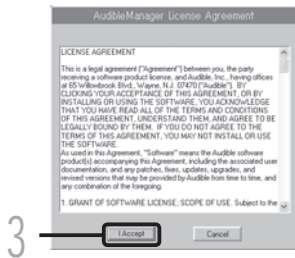 AudibleManager License Agreement
LICENSE AGREEMENT
This is a legal agreement ("Agreement") between you, the party
receiving a software product license, and Audible, Inc., having offices
at 65 Willowbrook Blvd., Wayne, N.J. 07470 ("Audible"). BY
CLICKING YOUR ACCEPTANCE OF THIS AGREEMENT, OR BY
INSTALLING OR USING THE SOFTWARE, YOU ACKNOWLEDGE
THAT YOU HAVE READ ALL OF THE TERMS AND CONDITIONS
OF THIS AGREEMENT, UNDERSTAND THEM, AND AGREE TO BE
LEGALLY BOUND BY THEM. IF YOU DO NOT AGREE TO THE
TERMS OF THIS AGREEMENT, YOU MAY NOT INSTALL OR USE
THE SOFTWARE.
As used in this Agreement, "Software" means the Audible software
product(s) accompanying this Agreement, including the associated user
documentation, and any patches, fixes, updates, upgrades, and
revised versions that may be provided by Audible from time to time, and
any combination of the foregoing.
1. GRANT OF SOFTWARE LICENSE; SCOPE OF USE. Subject to the
3
I Accept
Cancel